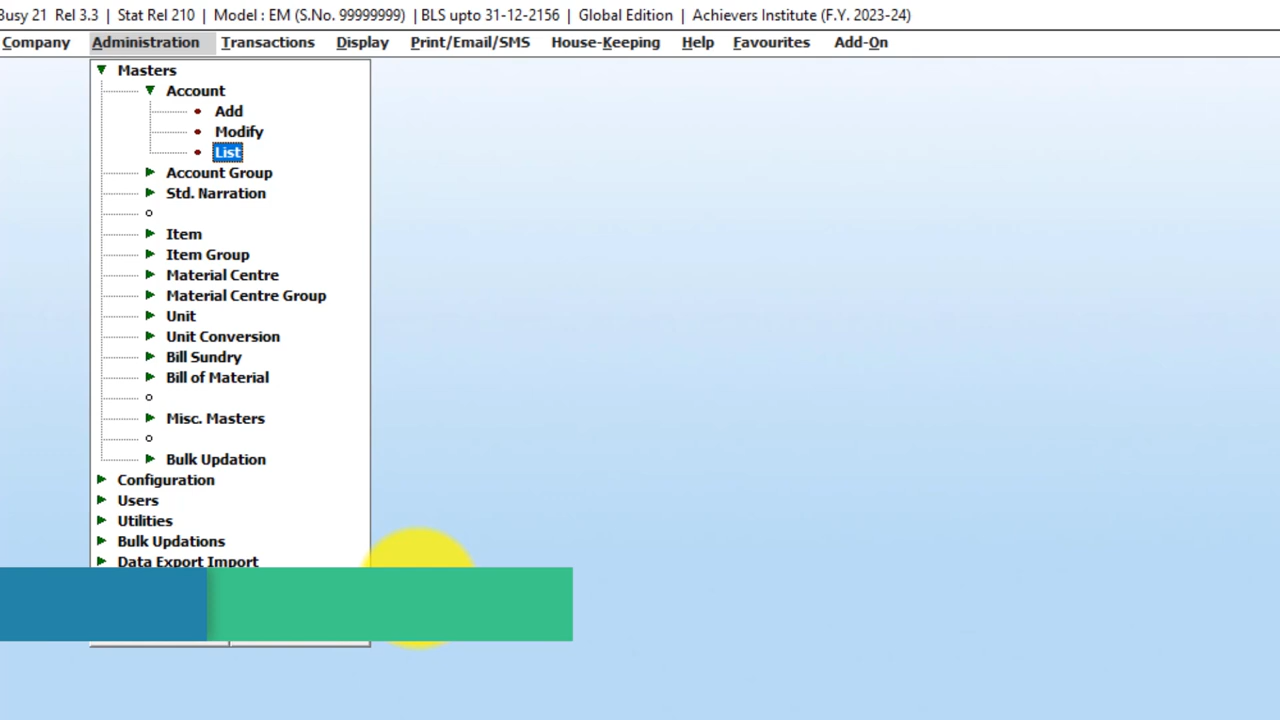 Busy 21 Rel 3.3 | Stat Rel 210 | Model : EM (S.No. 99999999) | BLS upto 31-12-2156 | Global Edition | Achievers Institute (F.Y. 2023-24)
Company Administration Transactions Display Print/Email/SMS House-Keeping Help Favourites Add-On
Masters
Account
Add
Modify
List
Account Group
Std. Narration
Item
Item Group
Material Centre
Material Centre Group
Unit
Unit Conversion
Bill Sundry
Bill of Material
Misc. Masters
Bulk Updation
Configuration
Users
Utilities
Bulk Updations
Data Export Import